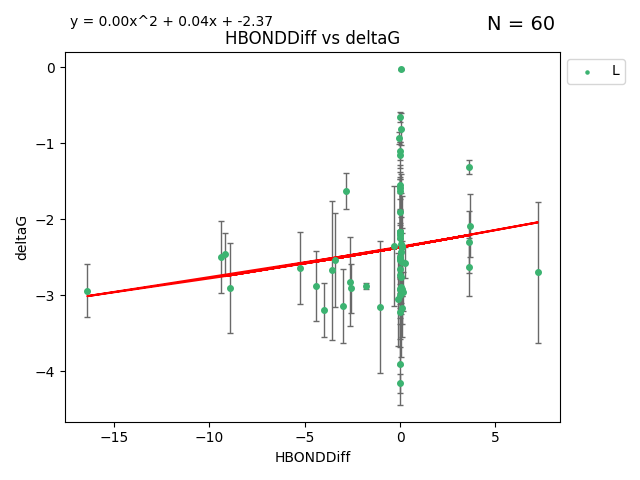 y = 0.00x^2 + 0.04x + -2.37
N = 60
HBONDDiff vs deltaG
L
deltaG
0
−1
−2
−3
−4
−15
−10
−5
0
5
HBONDDiff